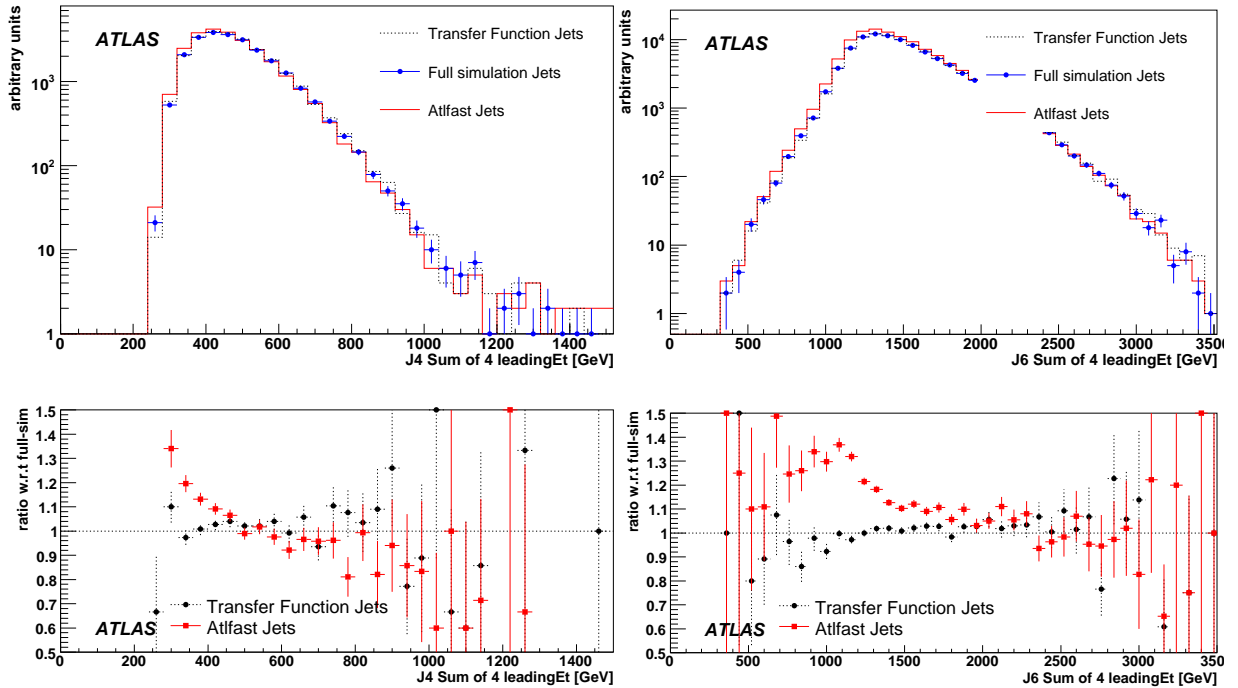 arbitrary units
10³
10²
10
1
ATLAS
Transfer Function Jets
Full simulation Jets
Atlfast Jets
0 200 400 600 800 1000 1200 1400
J4 Sum of 4 leadingEt [GeV]
arbitrary units
10⁴
10³
10²
10
1
ATLAS
Transfer Function Jets
Full simulation Jets
Atlfast Jets
0 500 1000 1500 2000 2500 3000 350
J6 Sum of 4 leadingEt [GeV]
ratio w.r.t full-sim
1.5
1.4
1.3
1.2
1.1
1
0.9
0.8
0.7
0.6
0.5
Transfer Function Jets
ATLAS Atlfast Jets
0 200 400 600 800 1000 1200 1400
J4 Sum of 4 leadingEt [GeV]
ratio w.r.t full-sim
1.5
1.4
1.3
1.2
1.1
1
0.9
0.8
0.7
0.6
0.5
Transfer Function Jets
ATLAS Atlfast Jets
0 500 1000 1500 2000 2500 3000 350
J6 Sum of 4 leadingEt [GeV]